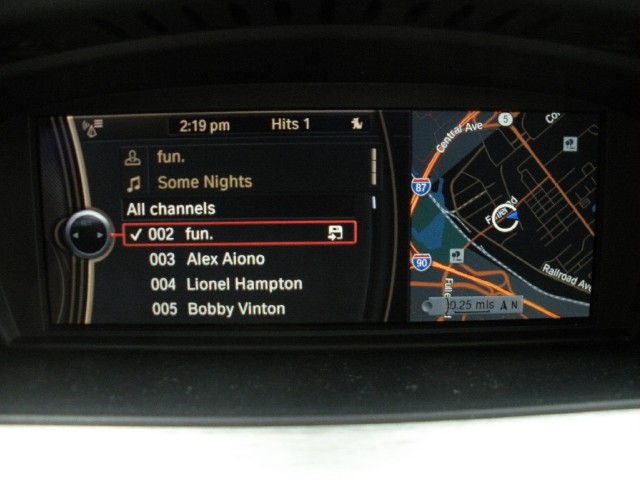 2:19 pm Hits 1
fun.
Some Nights
All channels
002 fun.
003 Alex Aiono
004 Lionel Hampton
005 Bobby Vinton
Central Ave
5
87
90
Railroad Av
0.25 mls N